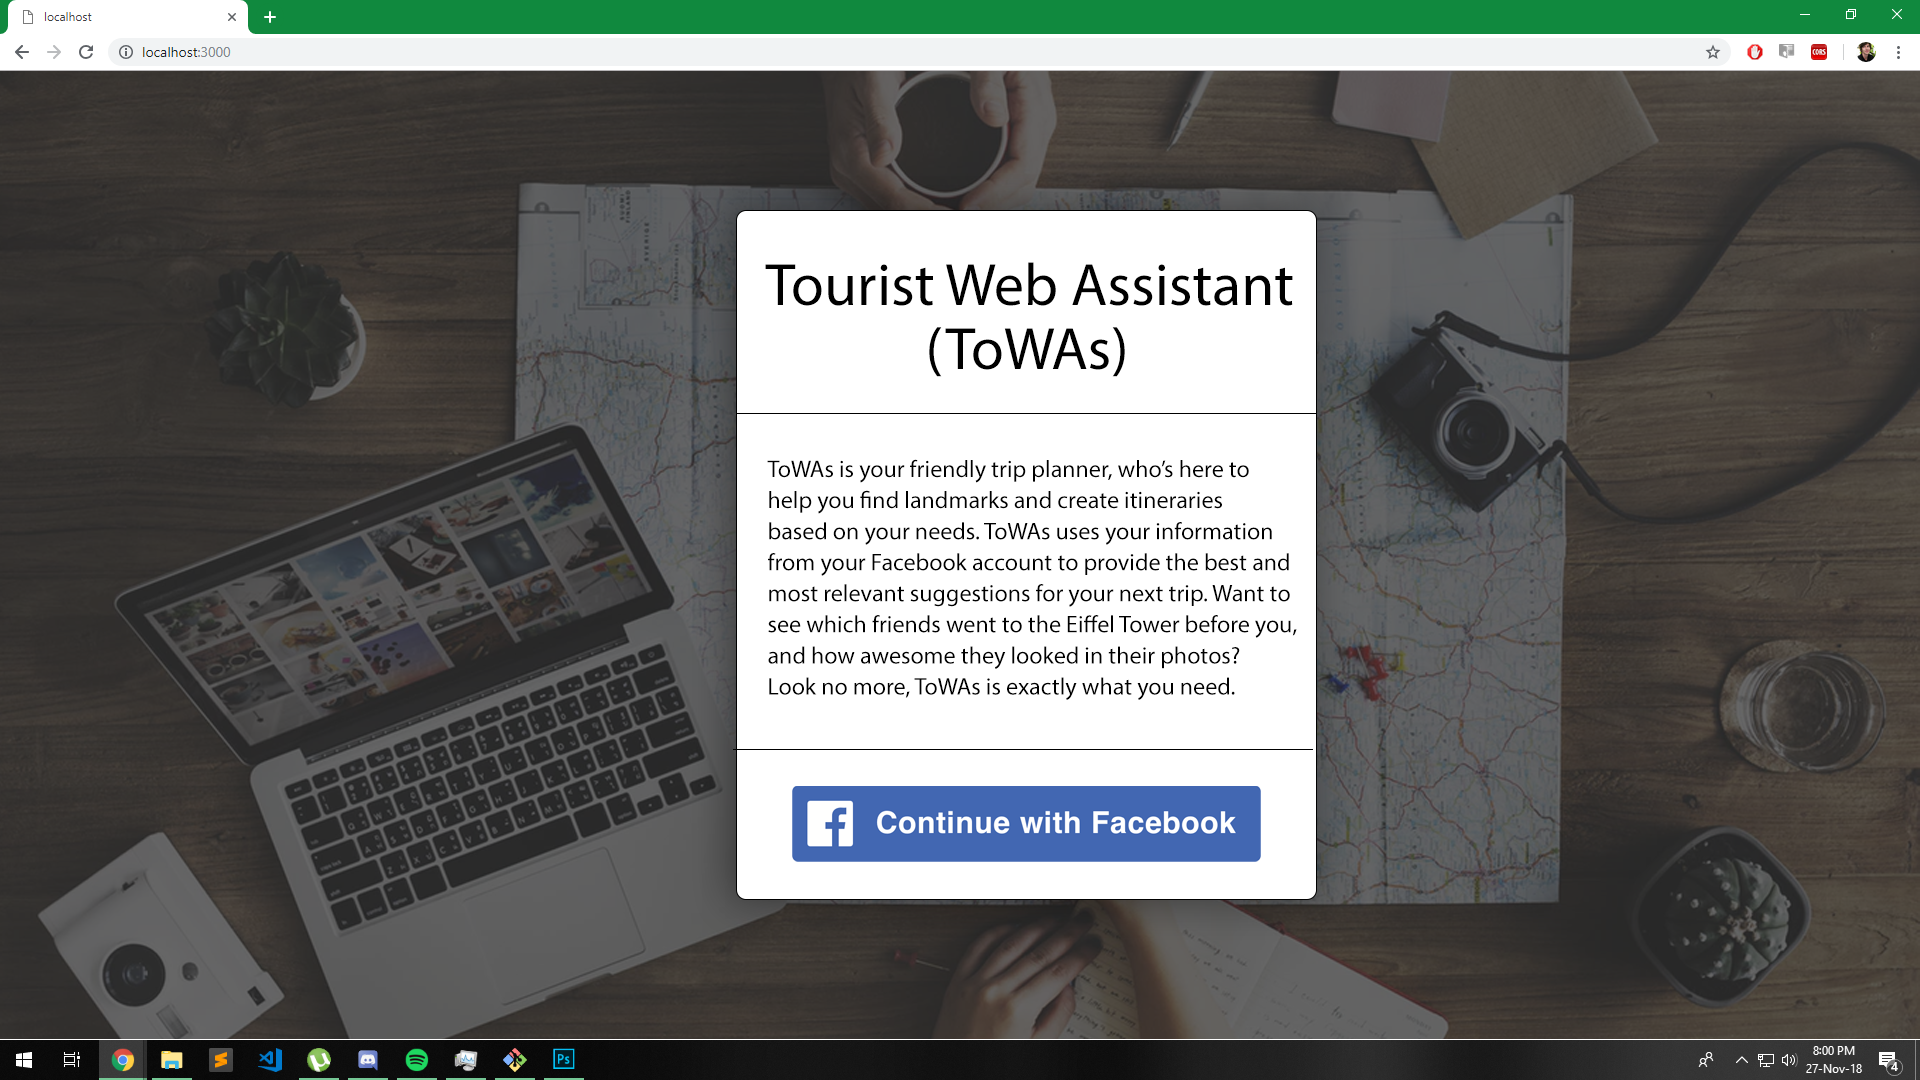 localhost
localhost:3000
CORS
Tourist Web Assistant
(ToWAs)
ToWAs is your friendly trip planner, who’s here to
help you find landmarks and create itineraries
based on your needs. ToWAs uses your information
from your Facebook account to provide the best and
most relevant suggestions for your next trip. Want to
see which friends went to the Eiffel Tower before you,
and how awesome they looked in their photos?
Look no more, ToWAs is exactly what you need.
Continue with Facebook
Ps
8:00 PM
27-Nov-18
4